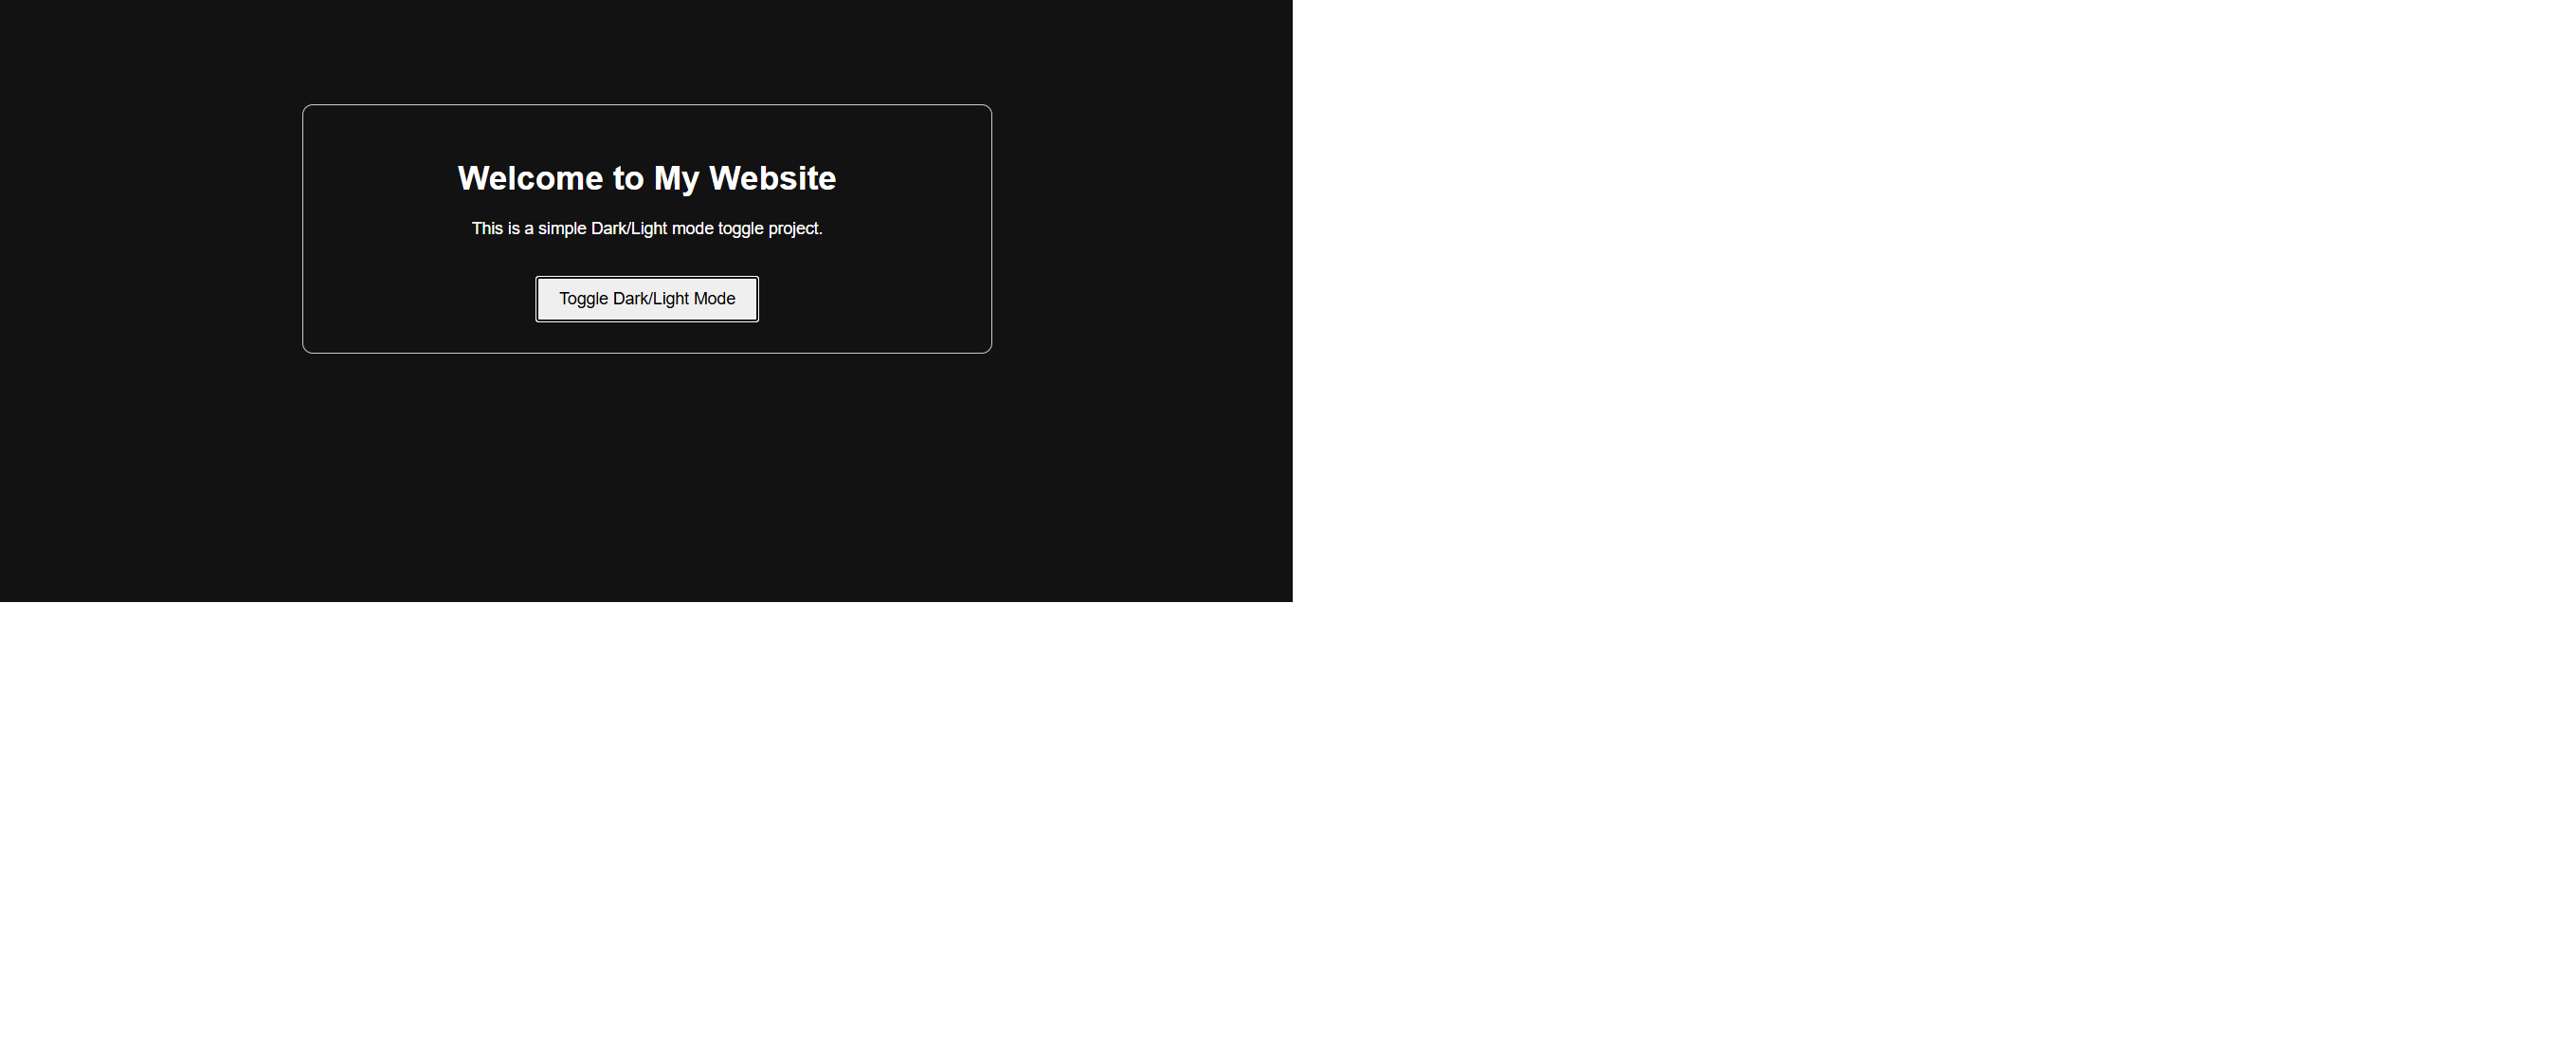 Welcome to My Website
This is a simple Dark/Light mode toggle project.
Toggle Dark/Light Mode